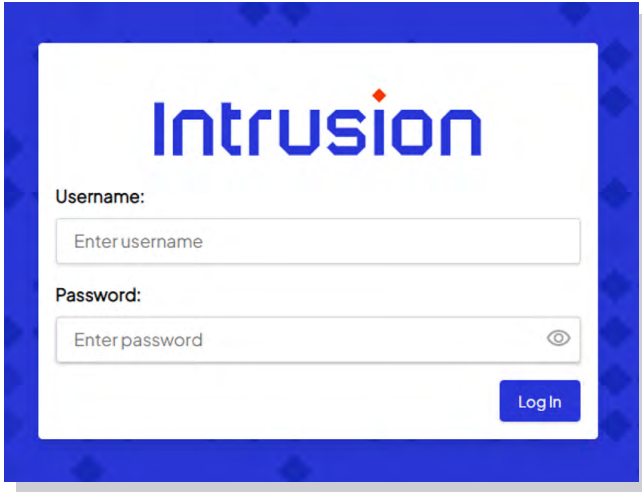 Intrusion
Username:
Enter username
Password:
Enter password
Log In